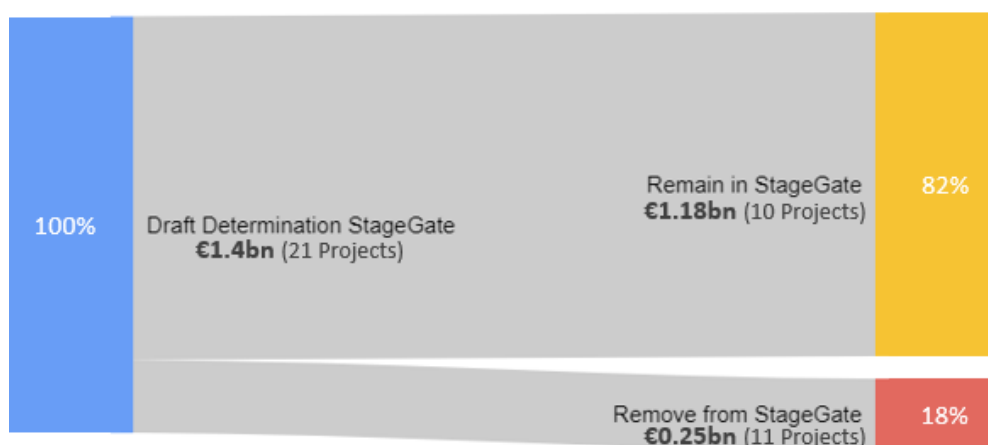 100%
Draft Determination StageGate
€1.4bn (21 Projects)
Remain in StageGate
€1.18bn (10 Projects)
82%
Remove from StageGate
€0.25bn (11 Projects)
18%